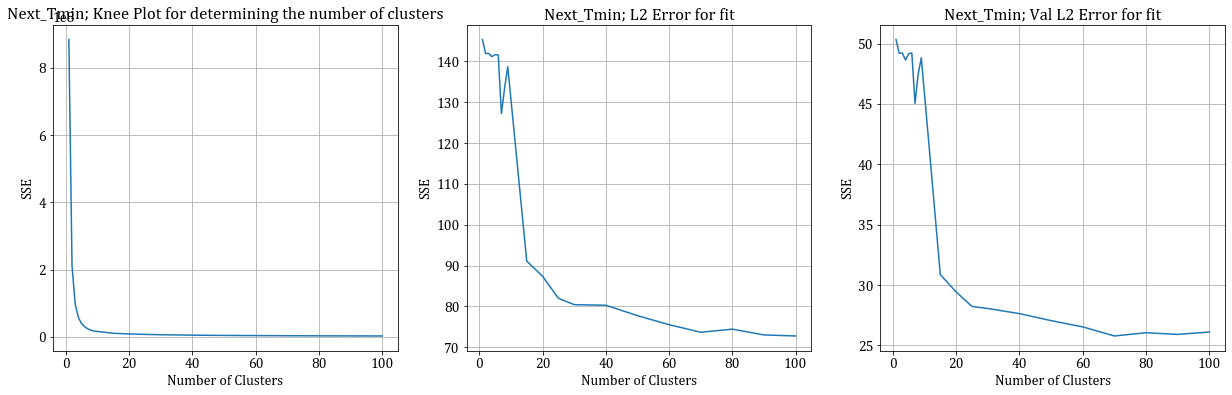 Next_Tmin; Knee Plot for determining the number of clusters
1e8
8
6
4
2
0
SSE
0 20 40 60 80 100
Number of Clusters
Next_Tmin; L2 Error for fit
140
130
120
110
100
90
80
70
SSE
0 20 40 60 80 100
Number of Clusters
Next_Tmin; Val L2 Error for fit
50
45
40
35
30
25
SSE
0 20 40 60 80 100
Number of Clusters